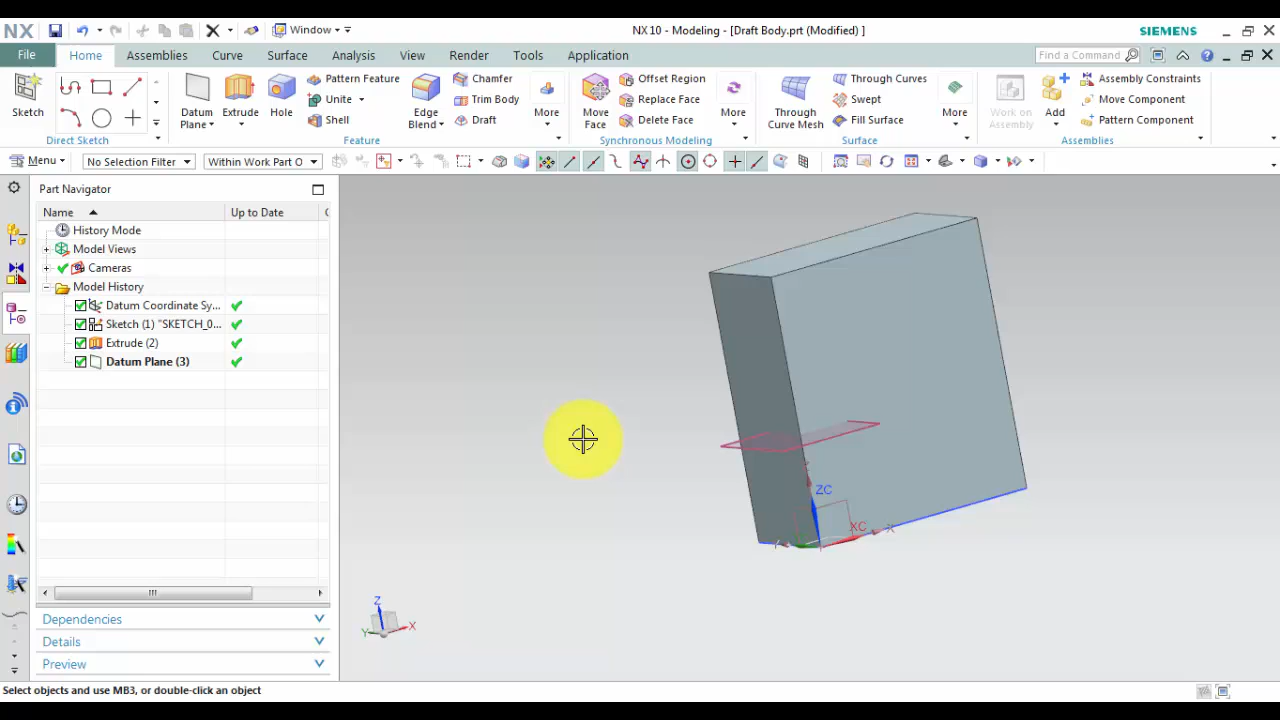 NX
Window
NX 10 - Modeling - [Draft Body.prt (Modified) ]
SIEMENS
File
Home
Assemblies
Curve
Surface
Analysis
View
Render
Tools
Application
Find a Command
Sketch
Direct Sketch
Datum Plane
Extrude
Hole
Pattern Feature
Unite
Shell
Edge Blend
Chamfer
Trim Body
Draft
More
Feature
Move Face
Offset Region
Replace Face
Delete Face
More
Synchronous Modeling
Through Curve Mesh
Through Curves
Swept
Fill Surface
More
Surface
Work on Assembly
Add
Assembly Constraints
Move Component
Pattern Component
Assemblies
Menu
No Selection Filter
Within Work Part O
Part Navigator
Name
Up to Date
C
History Mode
Model Views
Cameras
Model History
Datum Coordinate Sy...
Sketch (1) "SKETCH_0...
Extrude (2)
Datum Plane (3)
ZC
XC
X
Y
Z
X
Y
Dependencies
Details
Preview
Select objects and use MB3, or double-click an object